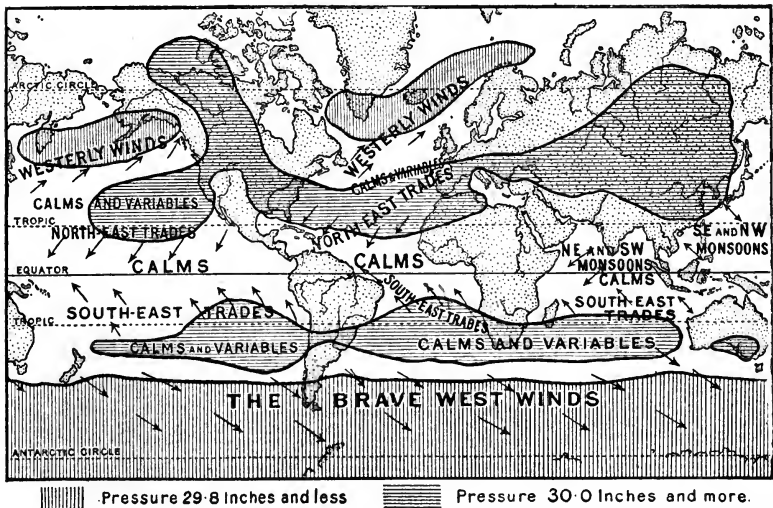 ARCTIC CIRCLE
WESTERLY WINDS
WESTERLY WINDS
CALMS AND VARIABLES
CALMS & VARIABLES
TROPIC
NORTH-EAST TRADES
NORTH-EAST TRADES
SE AND NW
MONSOONS
NE AND SW
MONSOONS
EQUATOR
CALMS
CALMS
CALMS
SOUTH-EAST TRADES
SOUTH-EAST TRADES
SOUTH-EAST
TRADES
TROPIC
CALMS AND VARIABLES
CALMS AND VARIABLES
THE BRAVE WEST WINDS
ANTARCTIC CIRCLE
Pressure 29·8 Inches and less
Pressure 30·0 Inches and more.